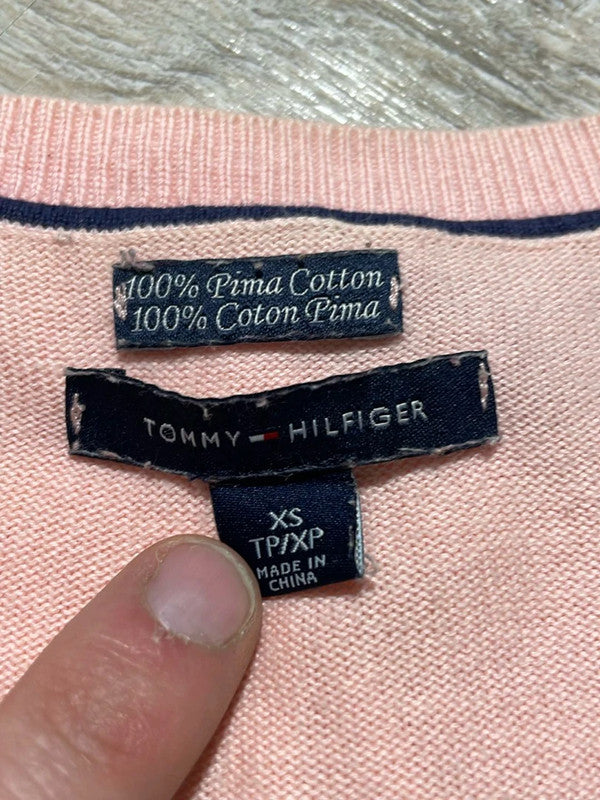 100% Pima Cotton
100% Coton Pima
TOMMY HILFIGER
XS
TP/XP
MADE IN
CHINA